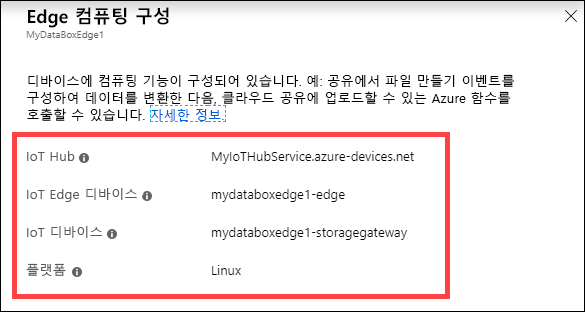 Edge 컴퓨팅 구성
MyDataBoxEdge1
디바이스에 컴퓨팅 기능이 구성되어 있습니다. 예: 공유에서 파일 만들기 이벤트를
구성하여 데이터를 변환한 다음, 클라우드 공유에 업로드할 수 있는 Azure 함수를
호출할 수 있습니다. 자세한 정보
IoT Hub MyIoTHubService.azure-devices.net
IoT Edge 디바이스 mydataboxedge1-edge
IoT 디바이스 mydataboxedge1-storagegateway
플랫폼 Linux